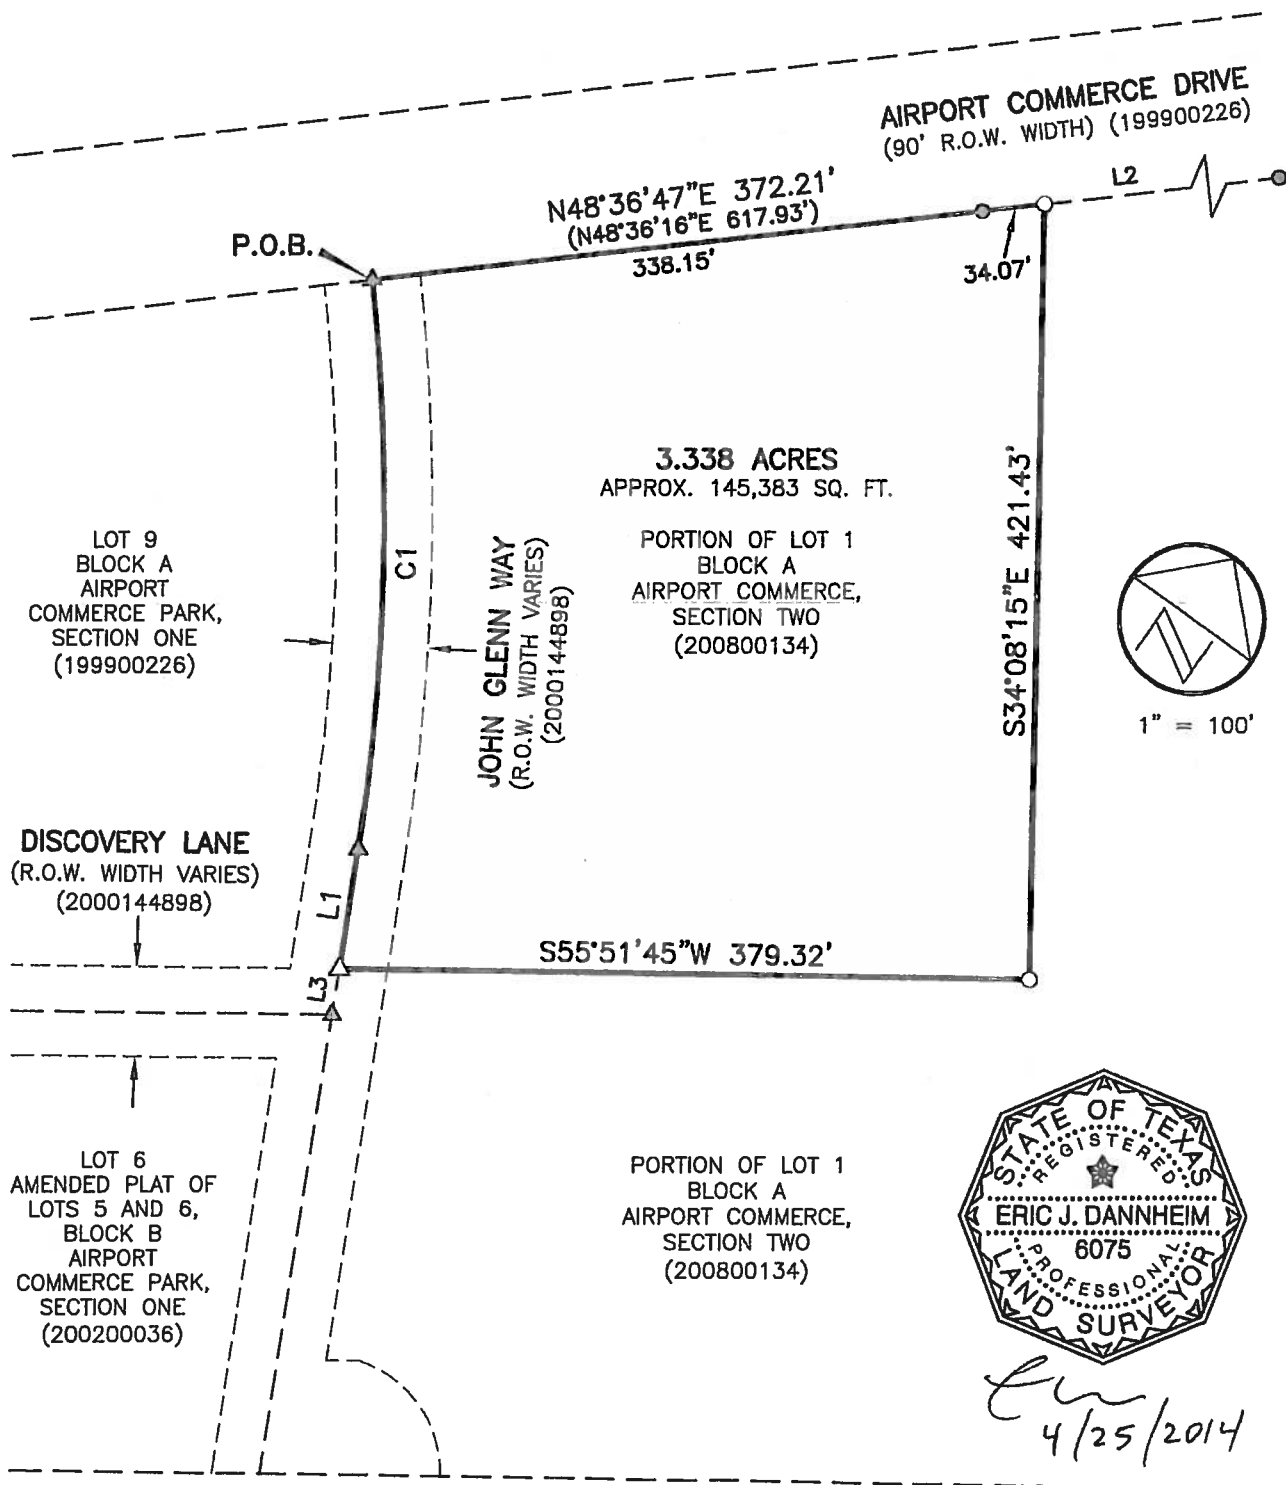 AIRPORT COMMERCE DRIVE
(90' R.O.W. WIDTH) (199900226)
L2
N48°36'47"E 372.21'
(N48°36'16"E 617.93')
338.15'
34.07'
P.O.B.
3.338 ACRES
APPROX. 145,383 SQ. FT.
PORTION OF LOT 1
BLOCK A
AIRPORT COMMERCE,
SECTION TWO
(200800134)
S34°08'15"E 421.43'
C1
JOHN GLENN WAY
(R.O.W. WIDTH VARIES)
(2000144898)
LOT 9
BLOCK A
AIRPORT
COMMERCE PARK,
SECTION ONE
(199900226)
N
1" = 100'
DISCOVERY LANE
(R.O.W. WIDTH VARIES)
(2000144898)
L1
S55°51'45"W 379.32'
L3
LOT 6
AMENDED PLAT OF
LOTS 5 AND 6,
BLOCK B
AIRPORT
COMMERCE PARK,
SECTION ONE
(200200036)
PORTION OF LOT 1
BLOCK A
AIRPORT COMMERCE,
SECTION TWO
(200800134)
STATE OF TEXAS
REGISTERED
ERIC J. DANNHEIM
6075
PROFESSIONAL
LAND SURVEYOR
4/25/2014